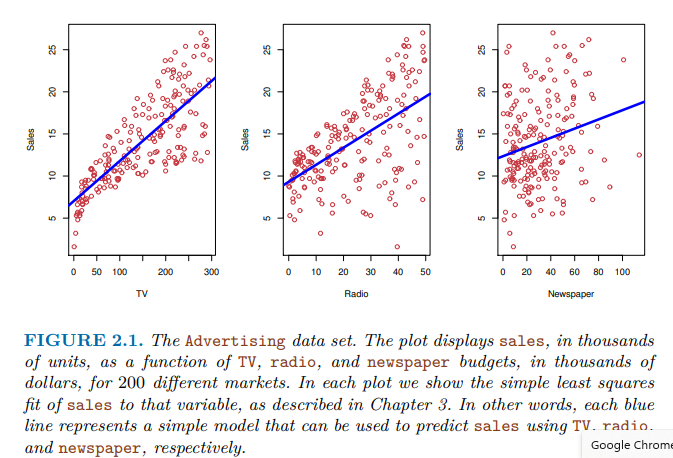 25
20
15
10
5
Sales
0 50 100 200 300
TV
25
20
15
10
5
Sales
0 10 20 30 40 50
Radio
25
20
15
10
5
Sales
0 20 40 60 80 100
Newspaper
FIGURE 2.1. The Advertising data set. The plot displays sales, in thousands
of units, as a function of TV, radio, and newspaper budgets, in thousands
of dollars, for 200 different markets. In each plot we show the simple least squares
fit of sales to that variable, as described in Chapter 3. In other words, each blue
line represents a simple model that can be used to predict sales using TV, radio,
and newspaper, respectively.
Google Chrome